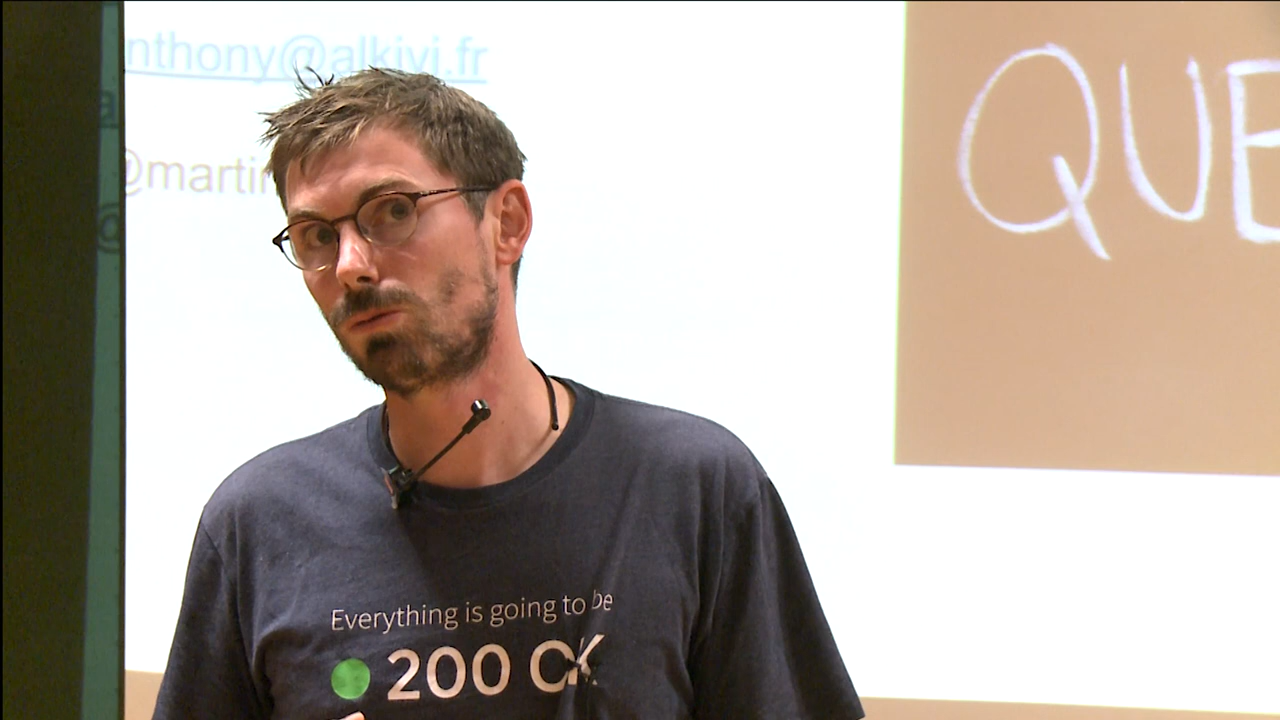 nthony@alkivi.fr
@martin
QUE
Everything is going to be
200 OK